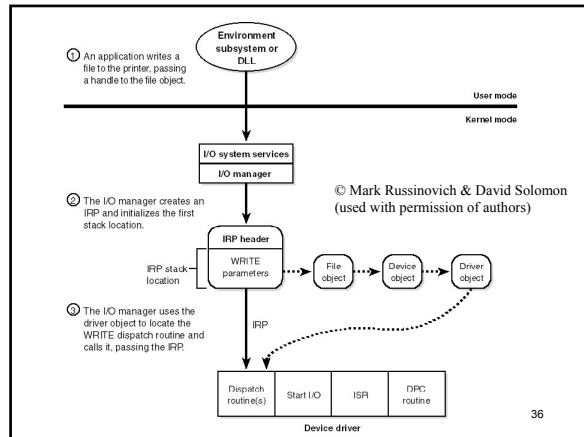 ① An application writes a
file to the printer, passing
a handle to the file object.
Environment
subsystem or
DLL
User mode
Kernel mode
I/O system services
I/O manager
② The I/O manager creates an
IRP and initializes the first
stack location.
© Mark Russinovich & David Solomon
(used with permission of authors)
IRP header
WRITE
parameters
IRP stack
location
File
object
Device
object
Driver
object
③ The I/O manager uses the
driver object to locate the
WRITE dispatch routine and
calls it, passing the IRP.
IRP
Dispatch
routine(s)
Start I/O
ISR
DPC
routine
Device driver
36